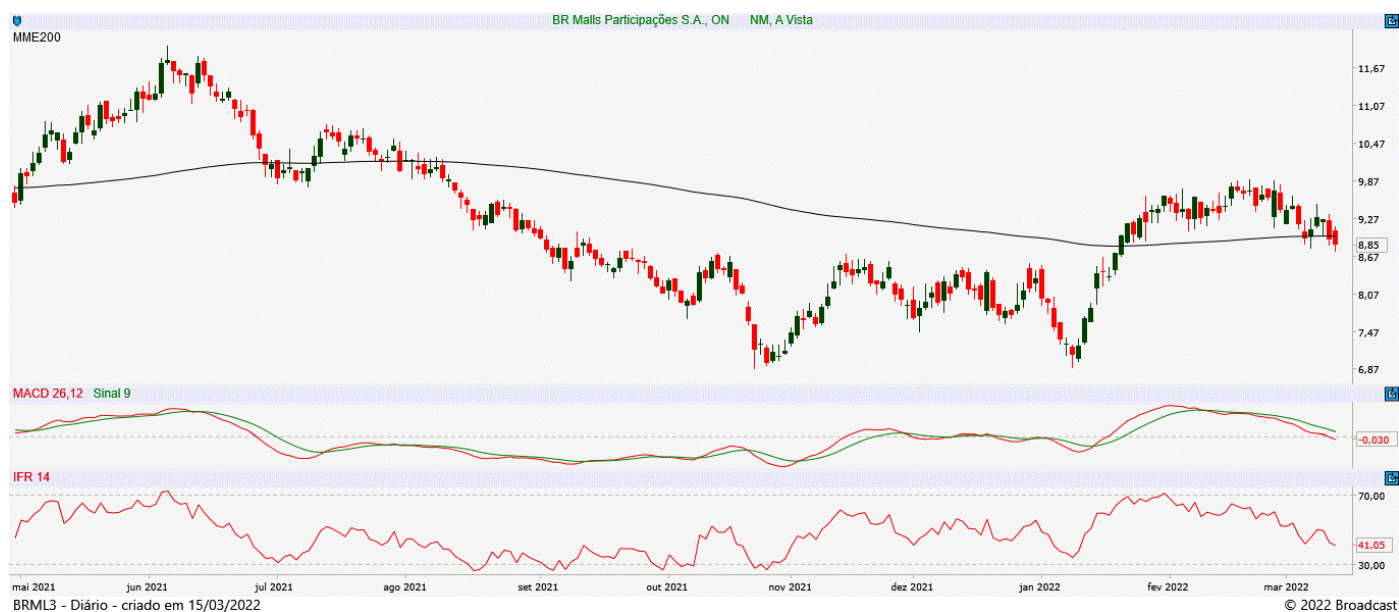 BR Malls Participações S.A., ON NM, A Vista
MME200
11,67
11,07
10,47
9,87
9,27
8,85
8,67
8,07
7,47
6,87
MACD 26,12 Sinal 9
-0,030
IFR 14
70,00
41,05
30,00
mai 2021 jun 2021 jul 2021 ago 2021 set 2021 out 2021 nov 2021 dez 2021 jan 2022 fev 2022 mar 2022
BRML3 - Diário - criado em 15/03/2022 © 2022 Broadcast